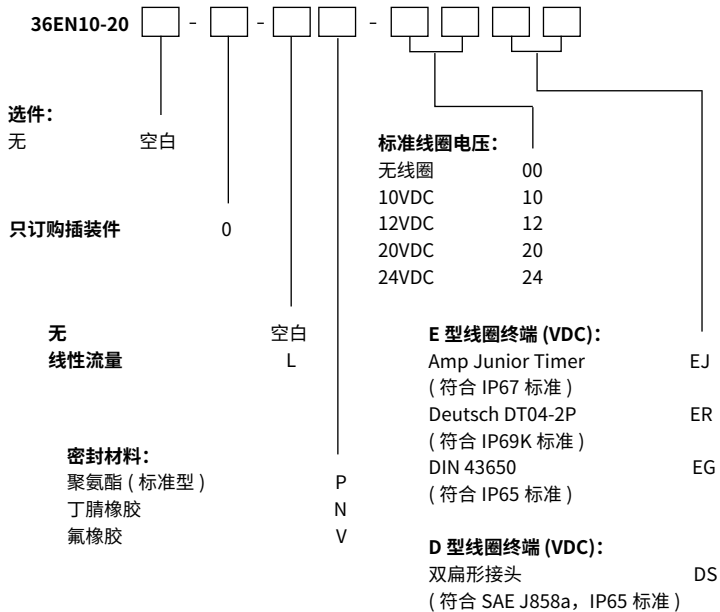 36EN10-20 - - -
选件：
无 空白
只订购插装件 0
无 空白
线性流量 L
密封材料：
聚氨酯 ( 标准型 ) P
丁腈橡胶 N
氟橡胶 V
标准线圈电压：
无线圈 00
10VDC 10
12VDC 12
20VDC 20
24VDC 24
E 型线圈终端 (VDC)：
Amp Junior Timer EJ
( 符合 IP67 标准 )
Deutsch DT04-2P ER
( 符合 IP69K 标准 )
DIN 43650 EG
( 符合 IP65 标准 )
D 型线圈终端 (VDC)：
双扁形接头 DS
( 符合 SAE J858a，IP65 标准 )